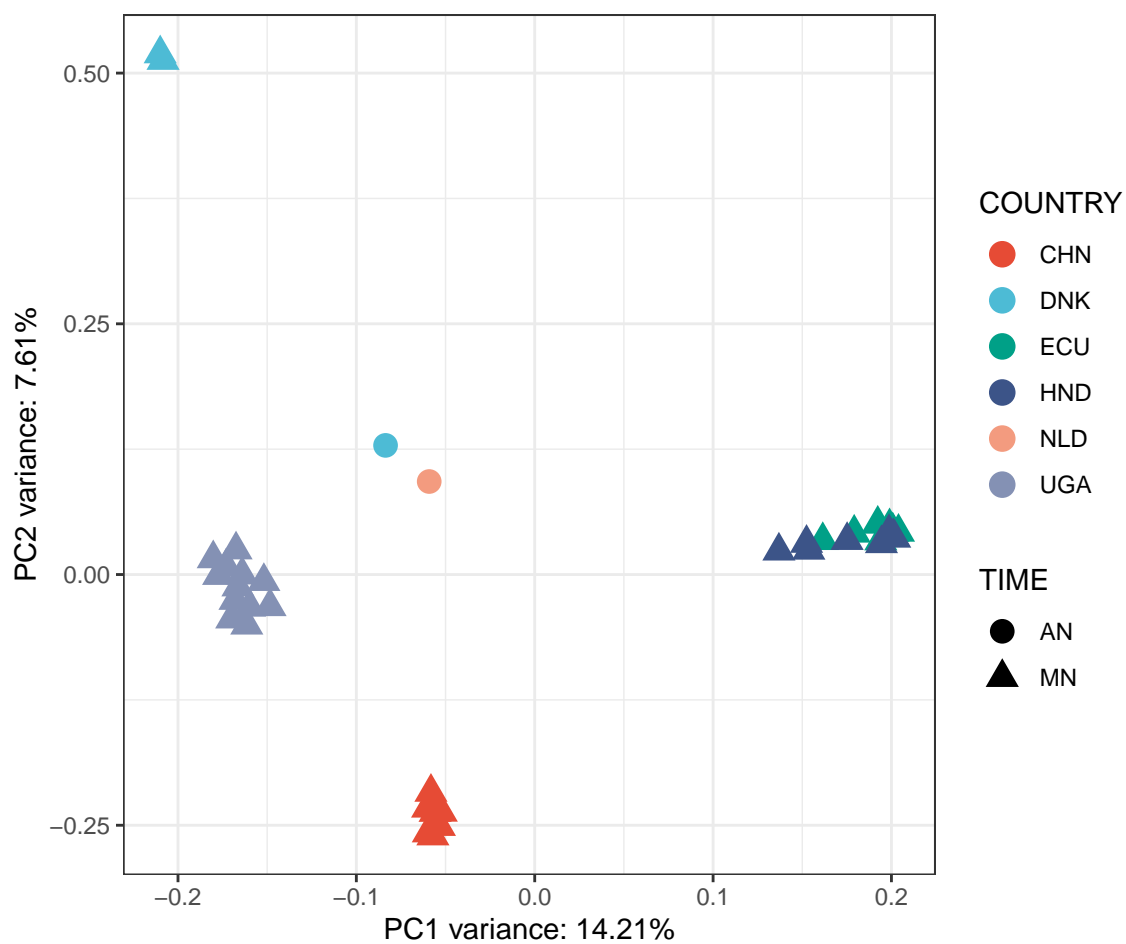 0.50
0.25
0.00
−0.25
−0.2
−0.1
0.0
0.1
0.2
PC1 variance: 14.21%
PC2 variance: 7.61%
COUNTRY
CHN
DNK
ECU
HND
NLD
UGA
TIME
AN
MN